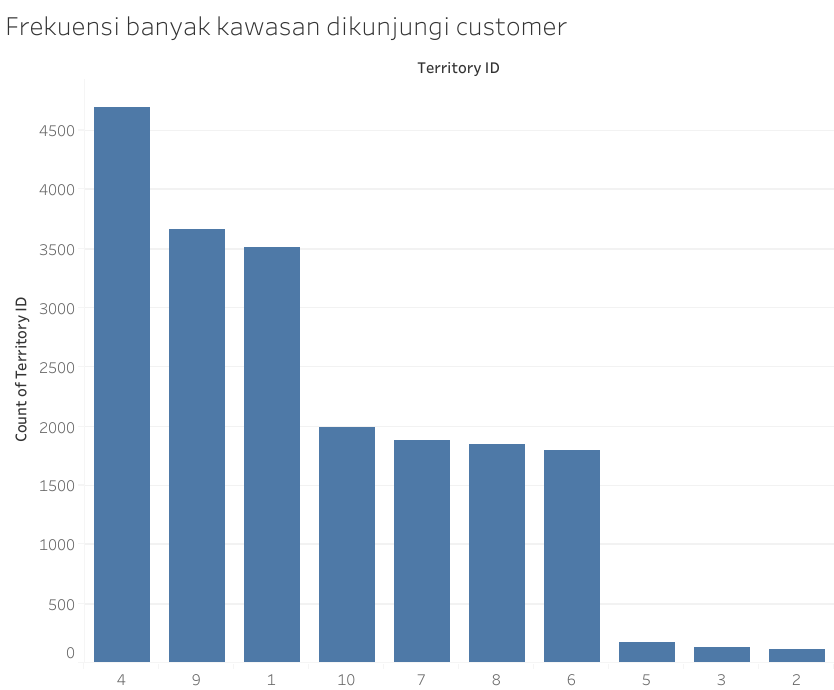 Frekuensi banyak kawasan dikunjungi customer
Territory ID
4500
4000
3500
3000
2500
2000
1500
1000
500
0
Count of Territory ID
4 9 1 10 7 8 6 5 3 2